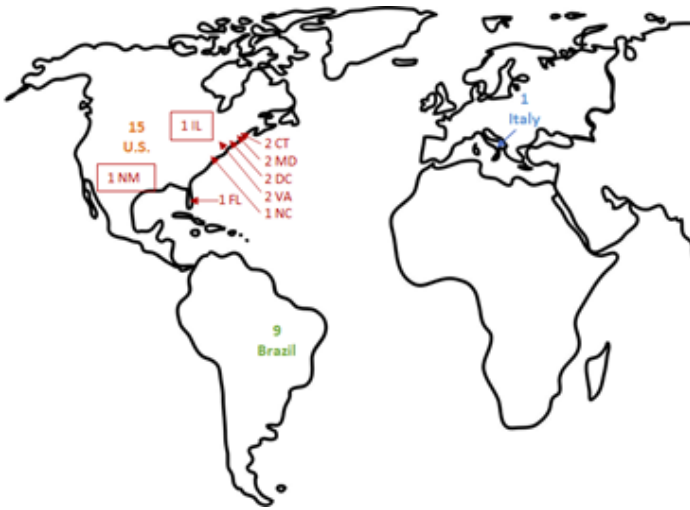 1
Italy
15
U.S.
1 IL
1 NM
2 CT
2 MD
2 DC
2 VA
1 NC
1 FL
9
Brazil